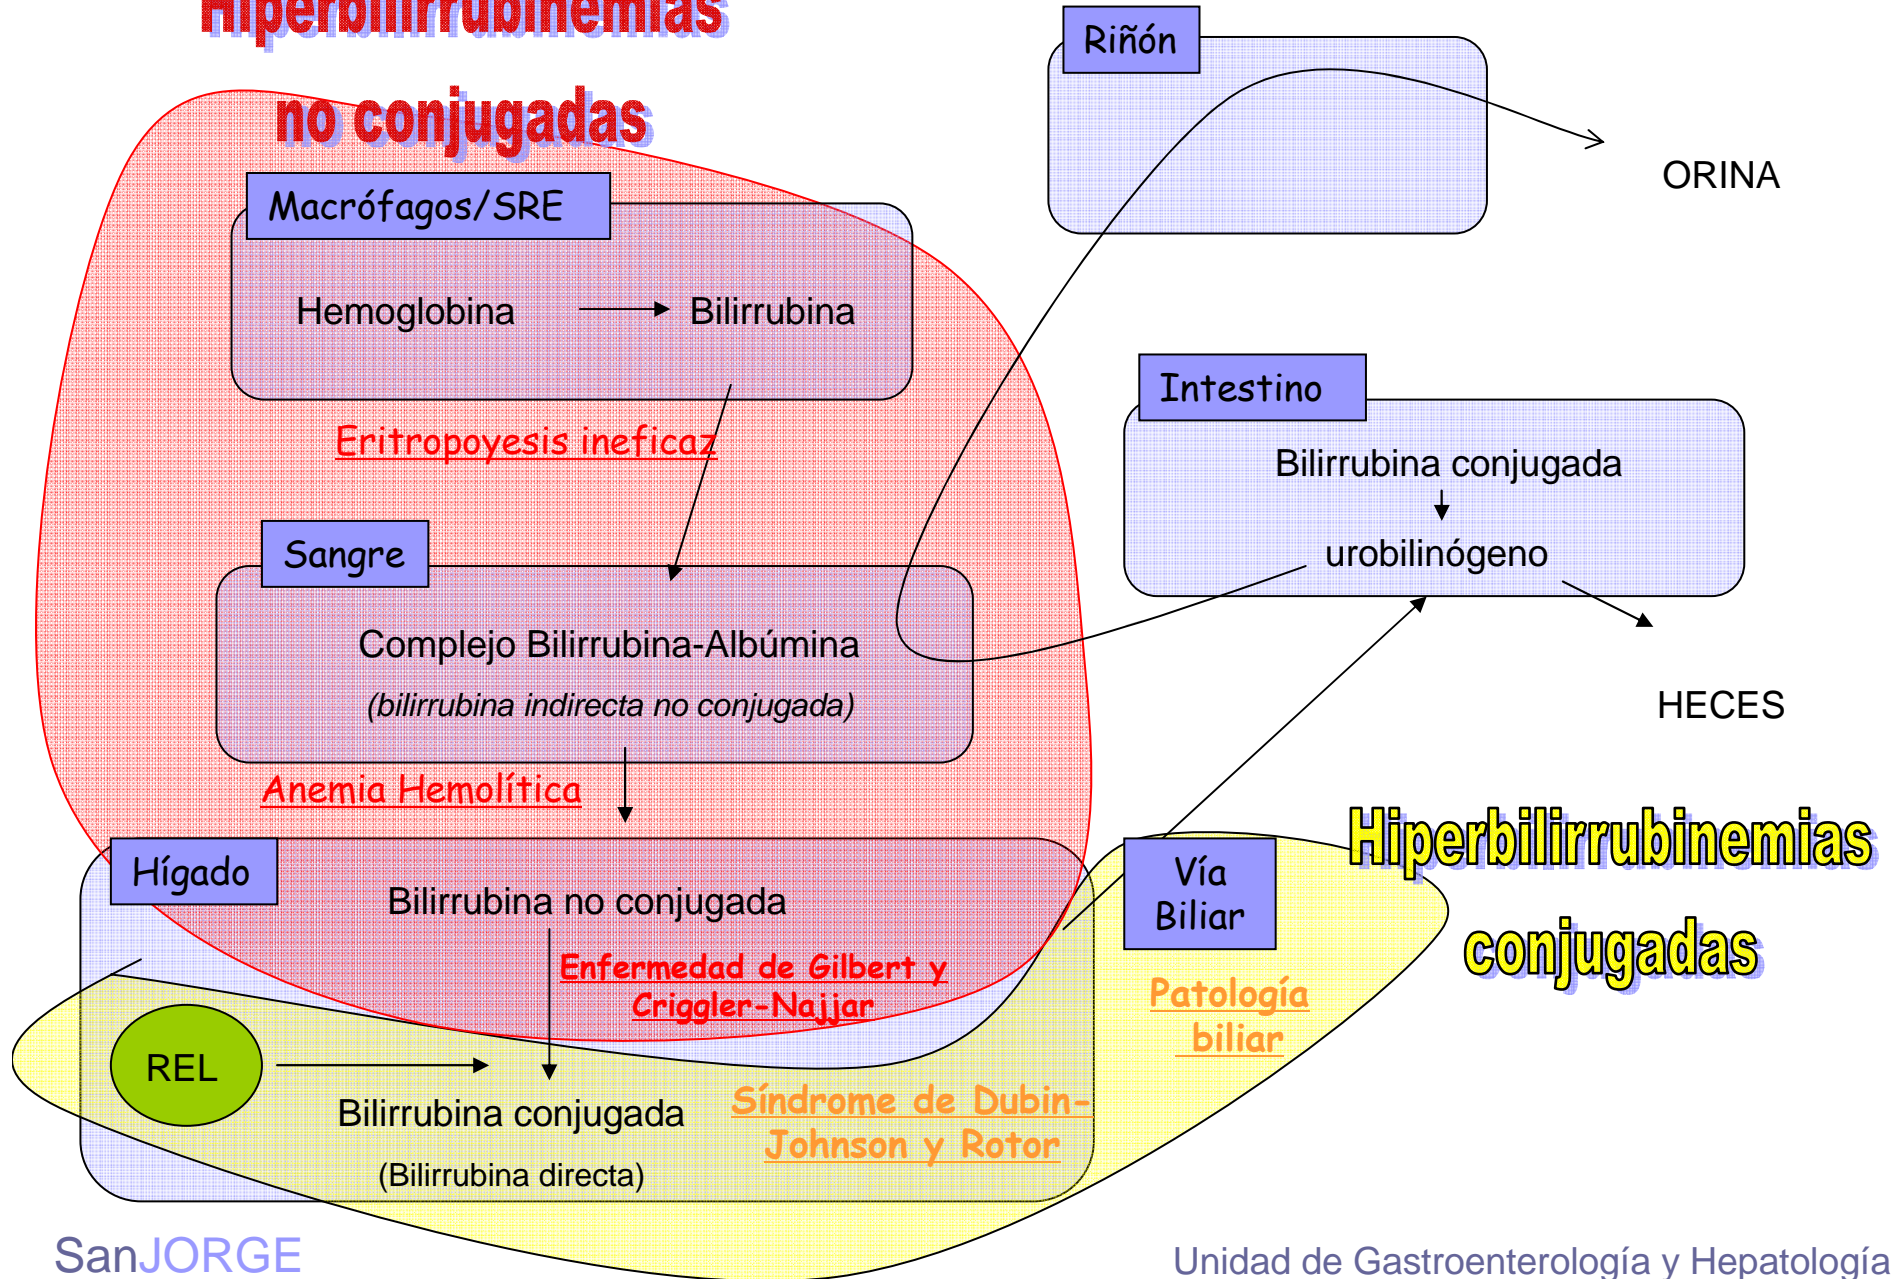 Hiperbilirrubinemias
no conjugadas
Macrófagos/SRE
Hemoglobina
Bilirrubina
Eritropoyesis ineficaz
Sangre
Complejo Bilirrubina-Albúmina
(bilirrubina indirecta no conjugada)
Anemia Hemolítica
Hígado
Bilirrubina no conjugada
Enfermedad de Gilbert y
Criggler-Najjar
REL
Bilirrubina conjugada
(Bilirrubina directa)
Síndrome de Dubin-
Johnson y Rotor
Riñón
ORINA
Intestino
Bilirrubina conjugada
urobilinógeno
HECES
Vía
Biliar
Patología
biliar
Hiperbilirrubinemias
conjugadas
SanJORGE
Unidad de Gastroenterología y Hepatología